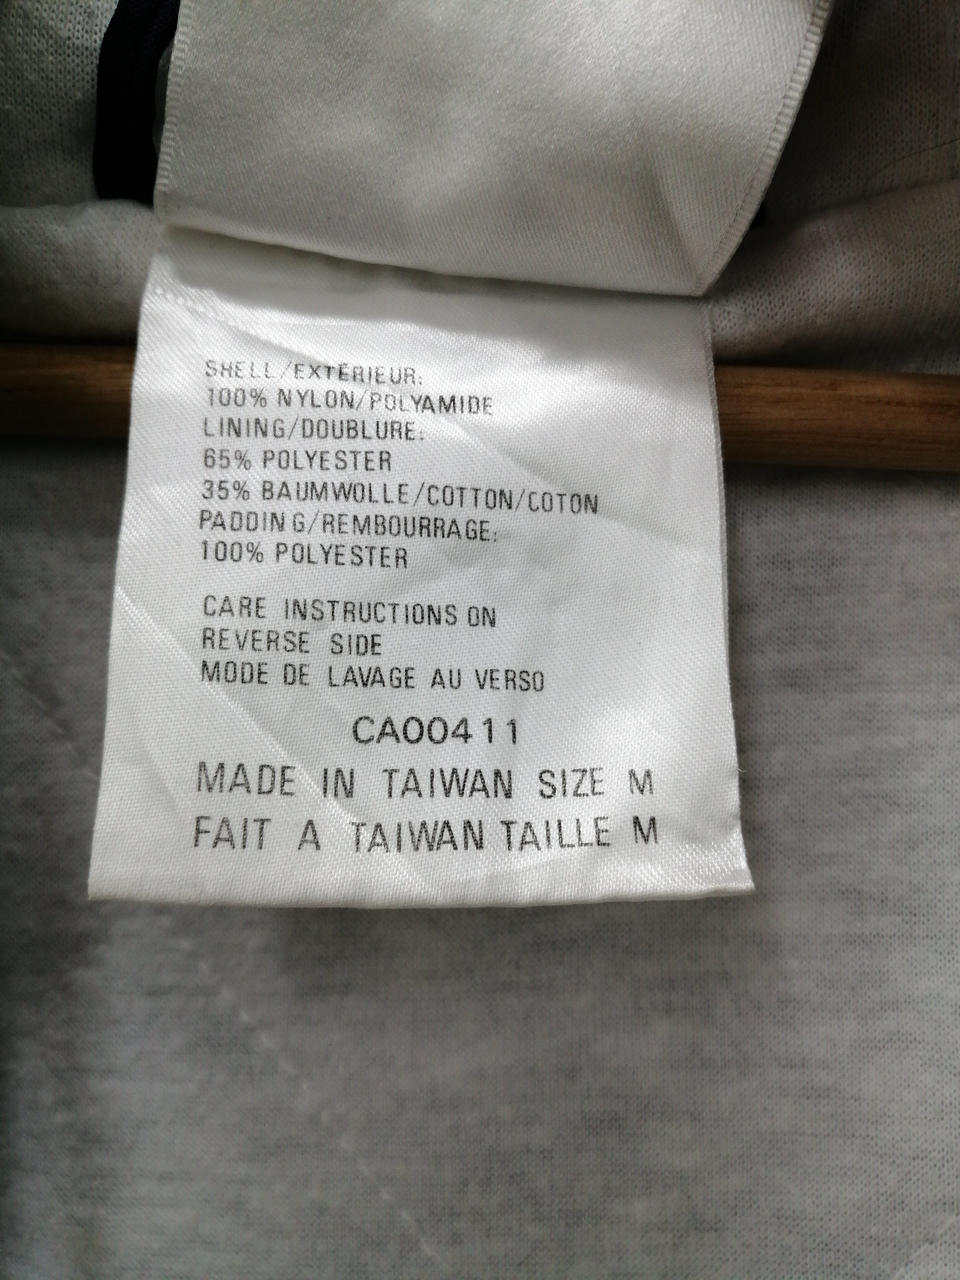 SHELL/EXTÉRIEUR:
100% NYLON/POLYAMIDE
LINING/DOUBLURE:
65% POLYESTER
35% BAUMWOLLE/COTTON/COTON
PADDING/REMBOURRAGE:
100% POLYESTER
CARE INSTRUCTIONS ON
REVERSE SIDE
MODE DE LAVAGE AU VERSO
CA00411
MADE IN TAIWAN SIZE M
FAIT A TAIWAN TAILLE M